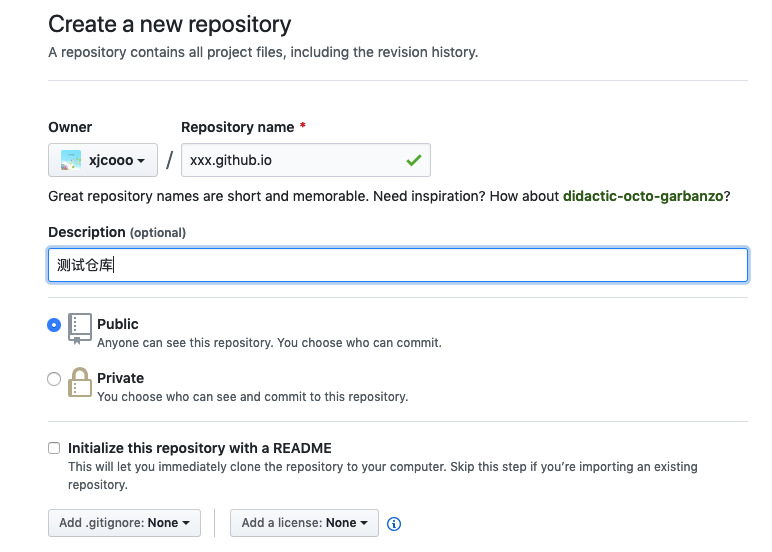 Create a new repository
A repository contains all project files, including the revision history.
Owner
Repository name *
xjcooo
/
xxx.github.io
Great repository names are short and memorable. Need inspiration? How about didactic-octo-garbanzo?
Description (optional)
测试仓库
Public
Anyone can see this repository. You choose who can commit.
Private
You choose who can see and commit to this repository.
Initialize this repository with a README
This will let you immediately clone the repository to your computer. Skip this step if you’re importing an existing
repository.
Add .gitignore: None
Add a license: None